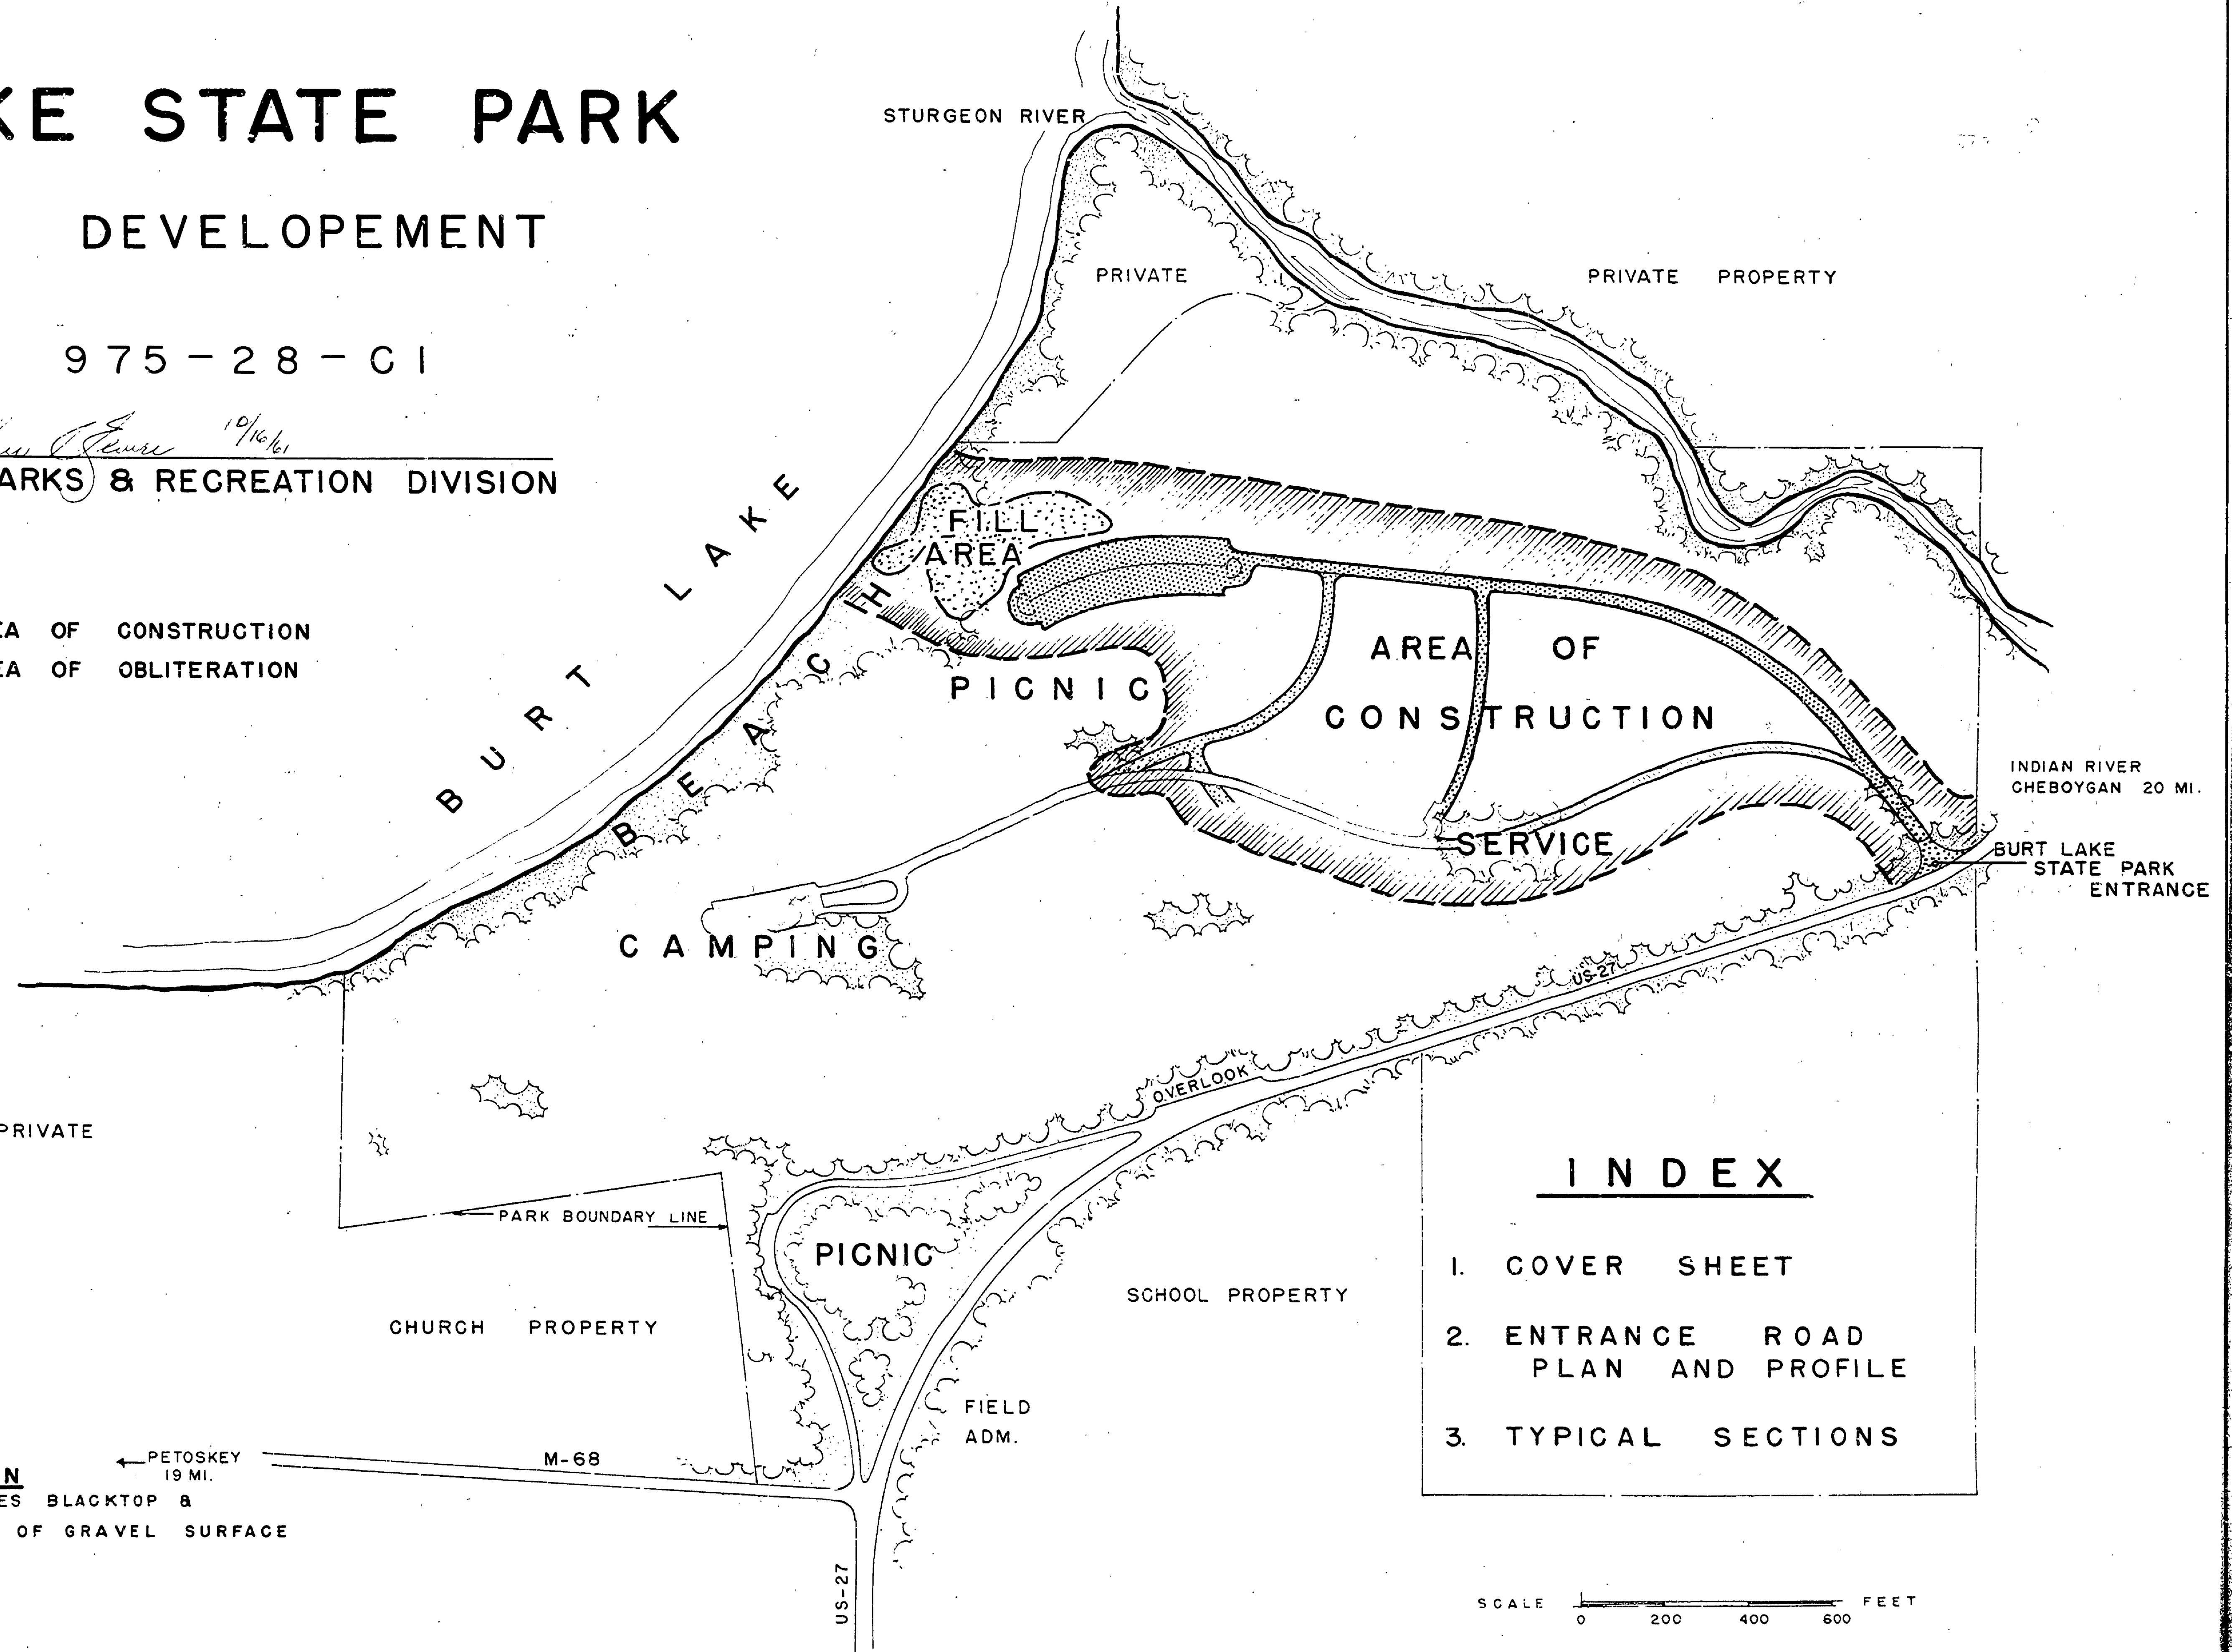 KE STATE PARK
DEVELOPEMENT
975-28-C1
10/16/61
ARKS & RECREATION DIVISION
EA OF CONSTRUCTION
EA OF OBLITERATION
BURT LAKE
BEACH
STURGEON RIVER
PRIVATE
PRIVATE PROPERTY
FILL
AREA
PICNIC
AREA OF
CONSTRUCTION
SERVICE
CAMPING
INDIAN RIVER
CHEBOYGAN 20 MI.
BURT LAKE
STATE PARK
ENTRANCE
US-27
OVERLOOK
PRIVATE
PARK BOUNDARY LINE
PICNIC
CHURCH PROPERTY
SCHOOL PROPERTY
FIELD
ADM.
PETOSKEY
19 MI.
M-68
US-27
N
ES BLACKTOP &
OF GRAVEL SURFACE
INDEX
1. COVER SHEET
2. ENTRANCE ROAD
PLAN AND PROFILE
3. TYPICAL SECTIONS
SCALE 0 200 400 600 FEET